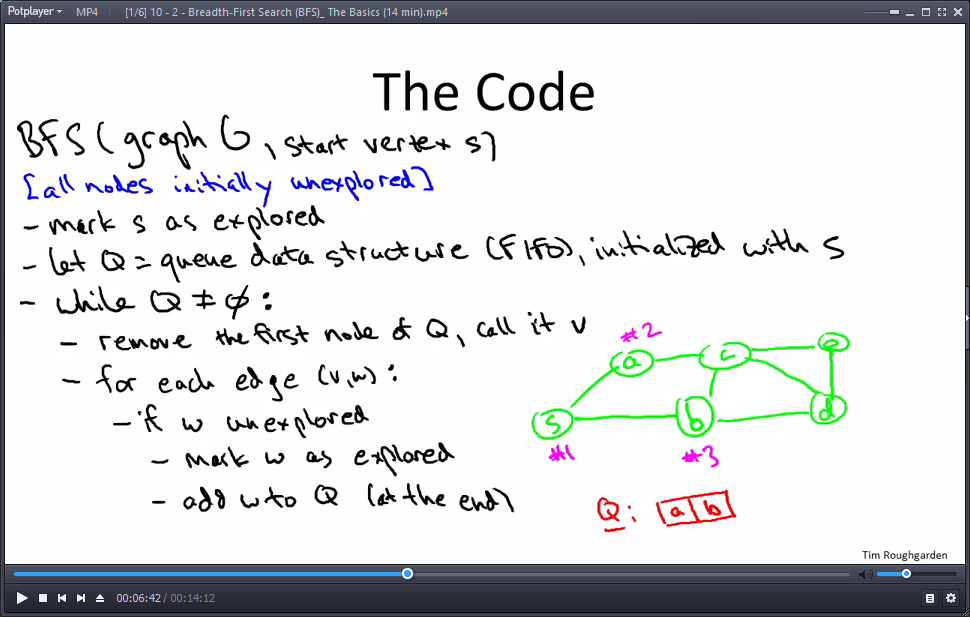 Potplayer MP4 [1/6] 10 - 2 - Breadth-First Search (BFS)_ The Basics (14 min).mp4
The Code
BFS (graph G, start vertex s)
[all nodes initially unexplored]
- mark s as explored
- let Q = queue data structure (FIFO), initialized with s
- while Q ≠ ∅ :
- remove the first node of Q, call it v
- for each edge (v,w) :
- if w unexplored
- mark w as explored
- add w to Q (at the end)
#2
a c e
s b d
#1 #3
Q: a b
Tim Roughgarden
00:06:42 / 00:14:12